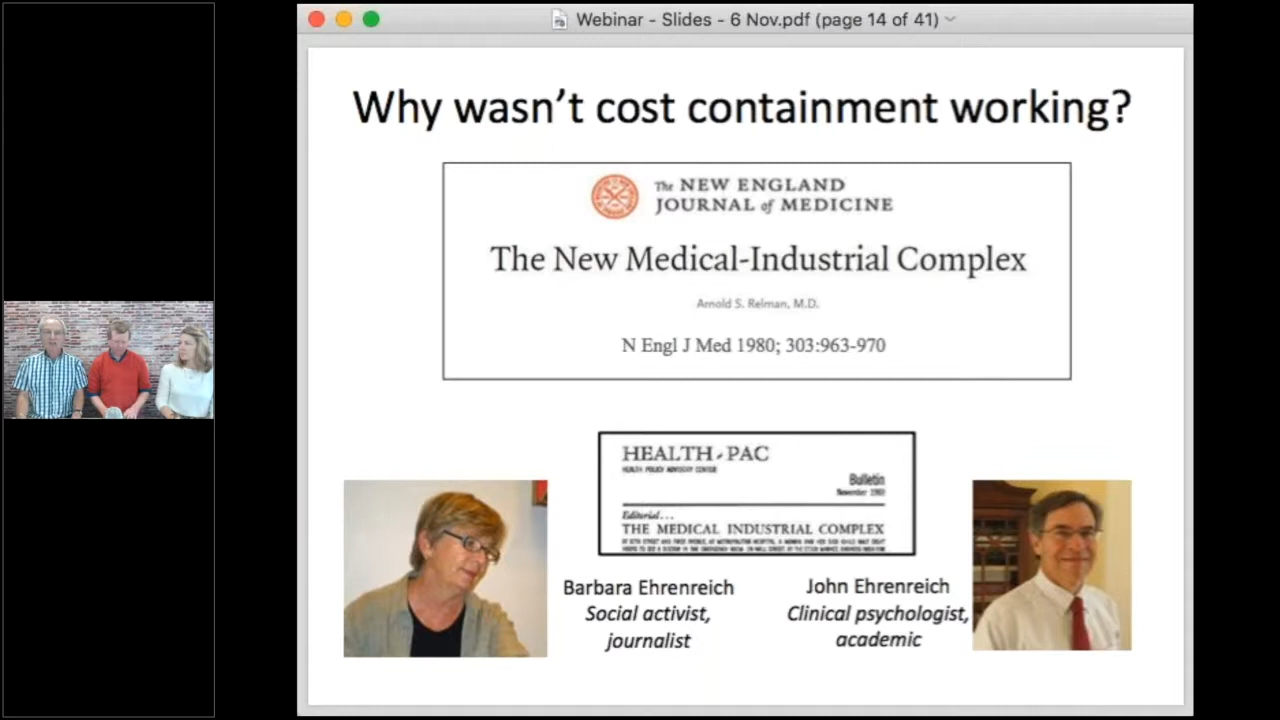 Webinar - Slides - 6 Nov.pdf (page 14 of 41)
Why wasn't cost containment working?
The NEW ENGLAND
JOURNAL of MEDICINE
The New Medical-Industrial Complex
Arnold S. Relman, M.D.
N Engl J Med 1980; 303:963-970
HEALTH-PAC
HEALTH POLICY ADVISORY CENTER
Bulletin
November
Editorial...
THE MEDICAL INDUSTRIAL COMPLEX
Barbara Ehrenreich
Social activist,
journalist
John Ehrenreich
Clinical psychologist,
academic